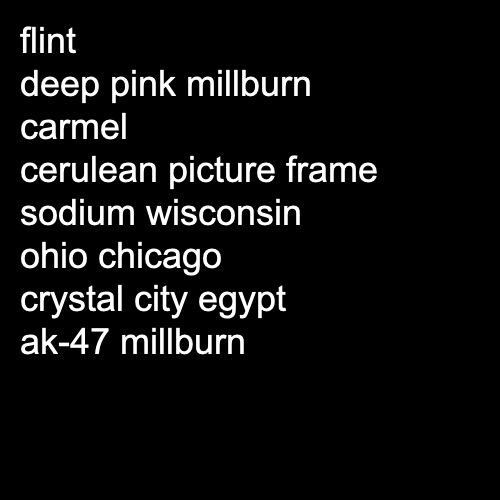 flint
deep pink millburn
carmel
cerulean picture frame
sodium wisconsin
ohio chicago
crystal city egypt
ak-47 millburn